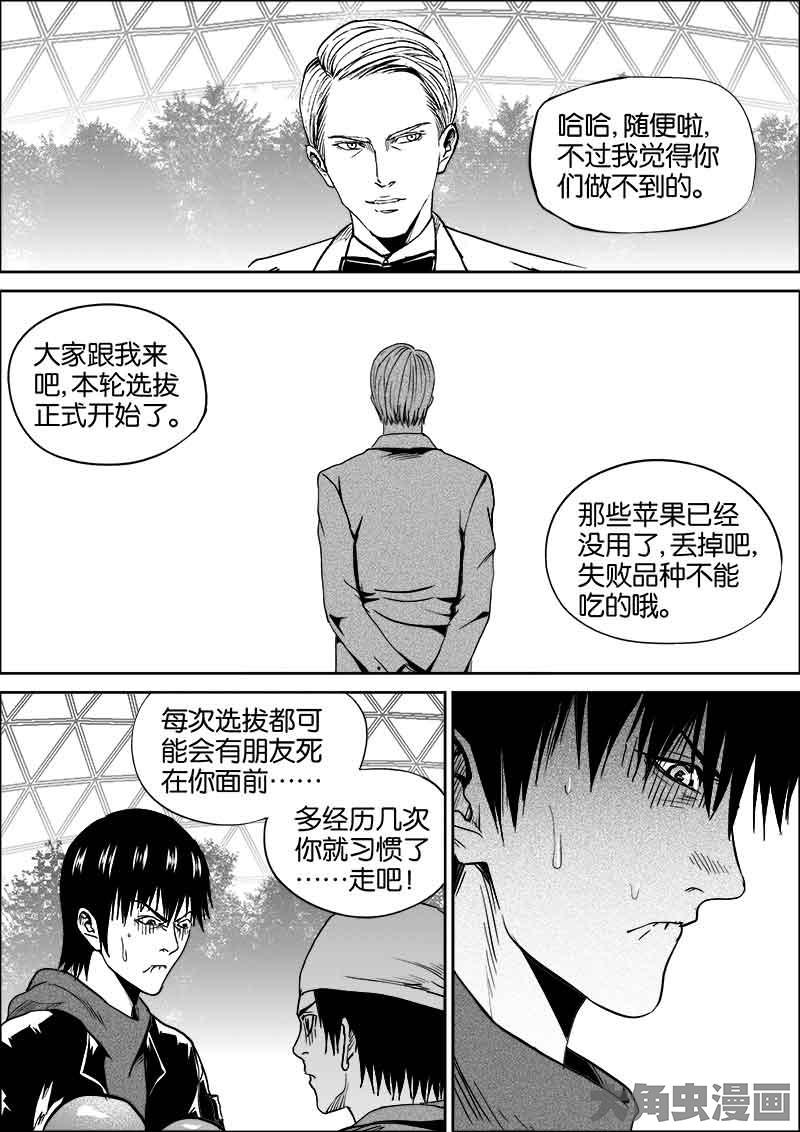 哈哈,随便啦,
不过我觉得你
们做不到的。
大家跟我来
吧,本轮选拔
正式开始了。
那些苹果已经
没用了,丢掉吧,
失败品种不能
吃的哦。
每次选拔都可
能会有朋友死
在你面前……
多经历几次
你就习惯了
……走吧!
大角虫漫画